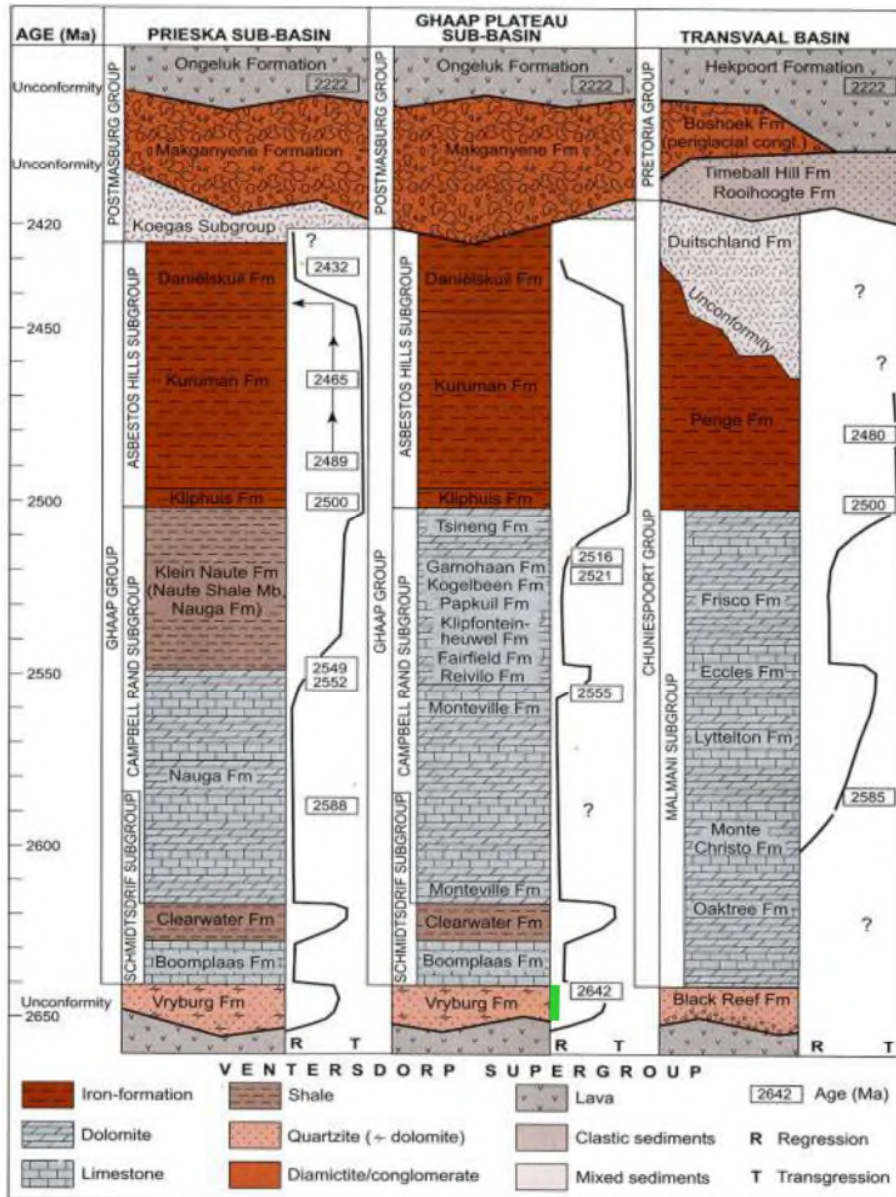 AGE (Ma)
PRIESKA SUB-BASIN
GHAAP PLATEAU
SUB-BASIN
TRANSVAAL BASIN
Unconformity
Unconformity
2420
2450
2500
2550
2600
Unconformity
2650
POSTMASBURG GROUP
GHAAP GROUP
ASBESTOS HILLS SUBGROUP
CAMPBELL RAND SUBGROUP
SCHMIDTSDRIF SUBGROUP
Ongeluk Formation
2222
Makganyene Formation
Koegas Subgroup
?
Daniëlskuil Fm
2432
Kuruman Fm
2465
2489
Kliphuis Fm
2500
Klein Naute Fm
(Naute Shale Mb,
Nauga Fm)
2549
2552
Nauga Fm
2588
Clearwater Fm
Boomplaas Fm
Vryburg Fm
R T
POSTMASBURG GROUP
GHAAP GROUP
ASBESTOS HILLS SUBGROUP
CAMPBELL RAND SUBGROUP
SCHMIDTSDRIF SUBGROUP
Ongeluk Formation
2222
Makganyene Fm
Daniëlskuil Fm
Kuruman Fm
Kliphuis Fm
Tsineng Fm
2516
Gamohaan Fm
2521
Kogelbeen Fm
Papkuil Fm
Klipfontein-
heuwel Fm
Fairfield Fm
Reivilo Fm
2555
Monteville Fm
?
Monteville Fm
Clearwater Fm
Boomplaas Fm
2642
Vryburg Fm
R T
PRETORIA GROUP
CHUNIESPOORT GROUP
MALMANI SUBGROUP
Hekpoort Formation
2222
Boshoek Fm
(periglacial congl.)
Timeball Hill Fm
Rooihoogte Fm
Duitschland Fm
?
Unconformity
?
Penge Fm
2480
2500
Frisco Fm
Eccles Fm
Lyttelton Fm
2585
Monte
Christo Fm
Oaktree Fm
?
Black Reef Fm
R T
VENTERSDORP SUPERGROUP
Iron-formation
Shale
Lava
2642 Age (Ma)
Dolomite
Quartzite (+ dolomite)
Clastic sediments
R Regression
Limestone
Diamictite/conglomerate
Mixed sediments
T Transgression